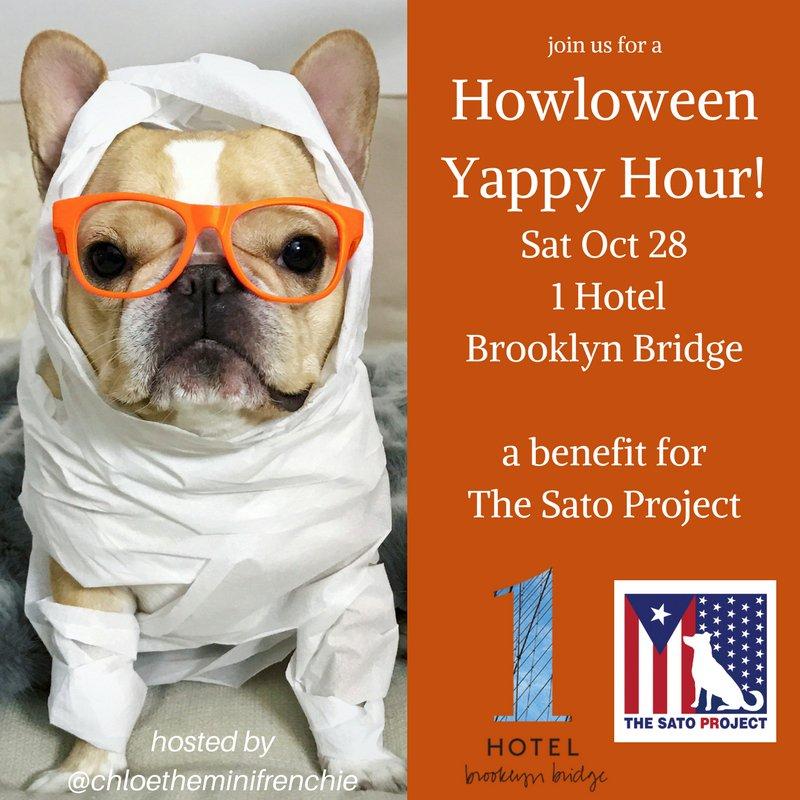 join us for a
Howloween
Yappy Hour!
Sat Oct 28
1 Hotel
Brooklyn Bridge
a benefit for
The Sato Project
1
HOTEL
brooklyn bridge
THE SATO PROJECT
hosted by
@chloetheminifrenchie